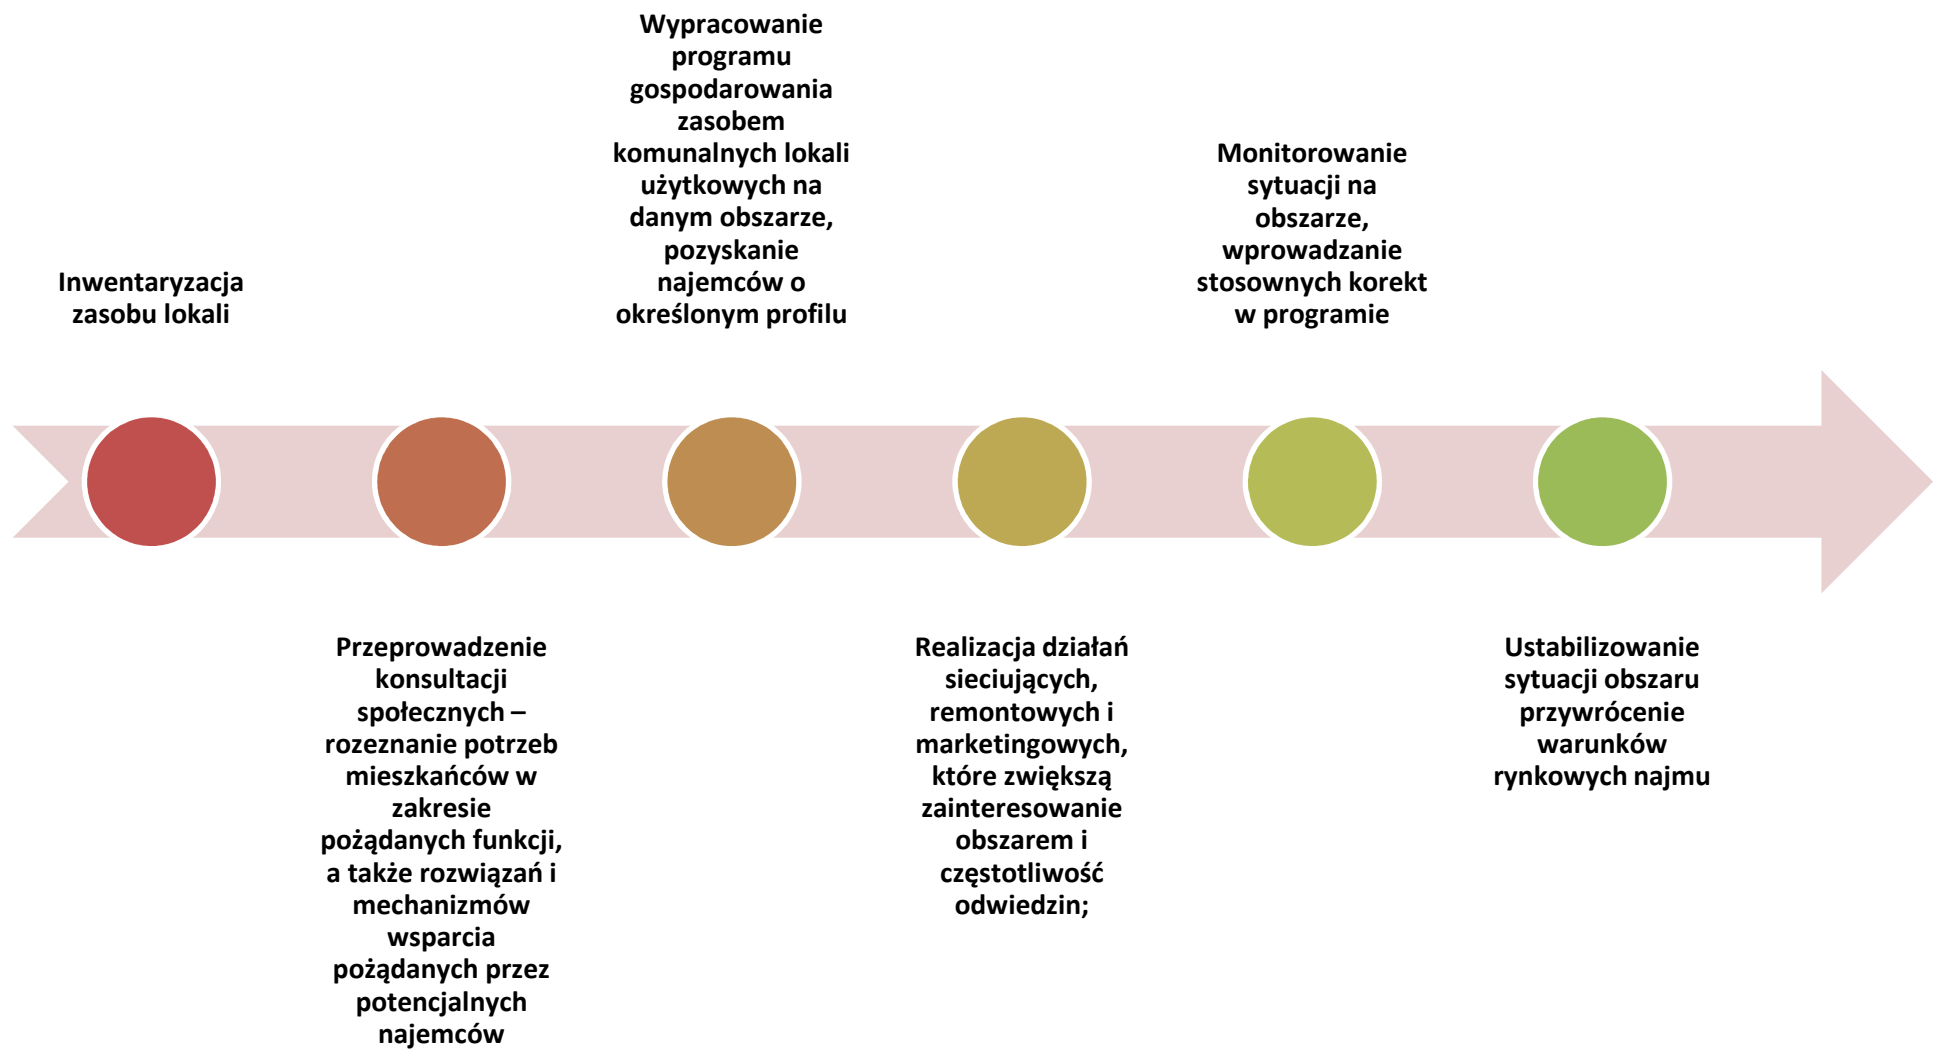 Inwentaryzacja
zasobu lokali
Przeprowadzenie
konsultacji
społecznych –
rozeznanie potrzeb
mieszkańców w
zakresie
pożądanych funkcji,
a także rozwiązań i
mechanizmów
wsparcia
pożądanych przez
potencjalnych
najemców
Wypracowanie
programu
gospodarowania
zasobem
komunalnych lokali
użytkowych na
danym obszarze,
pozyskanie
najemców o
określonym profilu
Realizacja działań
sieciujących,
remontowych i
marketingowych,
które zwiększą
zainteresowanie
obszarem i
częstotliwość
odwiedzin;
Monitorowanie
sytuacji na
obszarze,
wprowadzanie
stosownych korekt
w programie
Ustabilizowanie
sytuacji obszaru
przywrócenie
warunków
rynkowych najmu